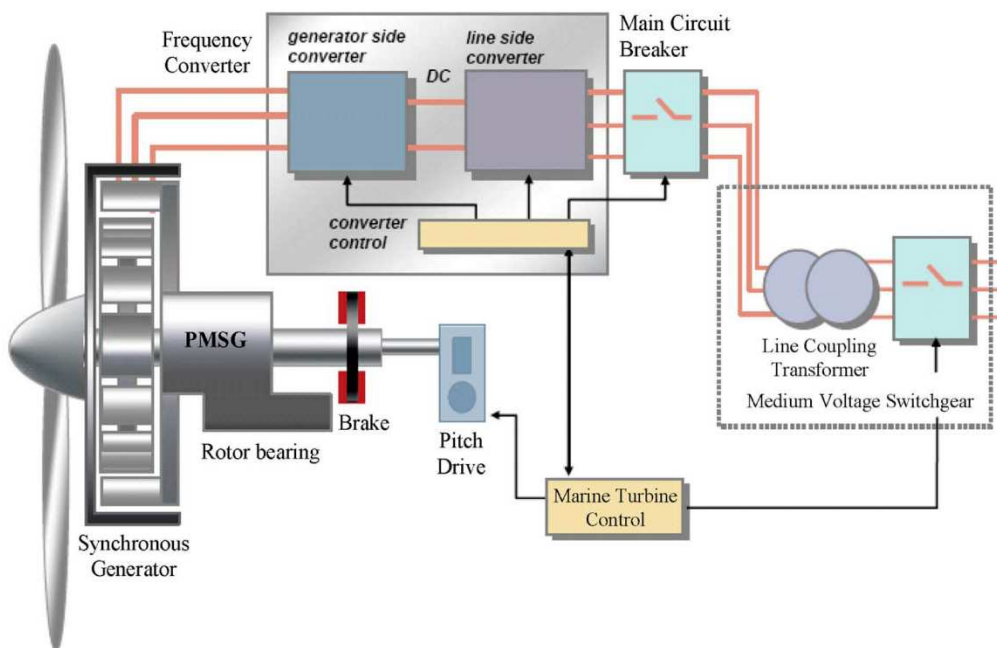 Frequency
Converter
generator side
converter
DC
line side
converter
Main Circuit
Breaker
converter
control
PMSG
Brake
Rotor bearing
Pitch
Drive
Synchronous
Generator
Line Coupling
Transformer
Medium Voltage Switchgear
Marine Turbine
Control